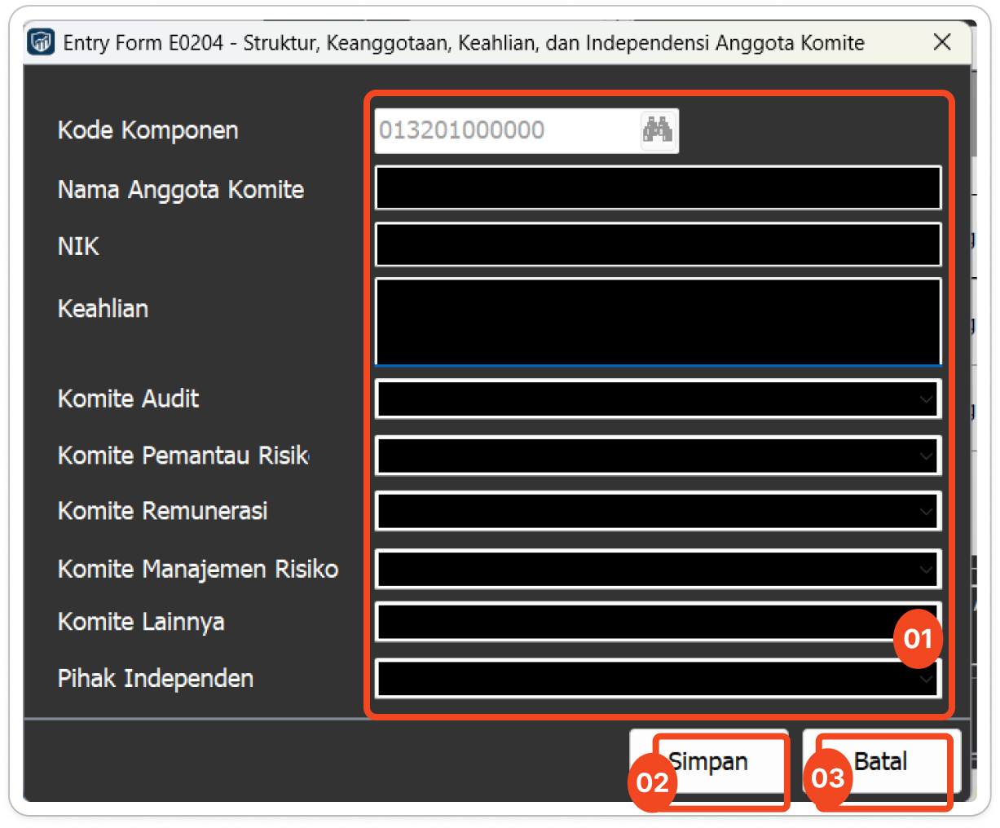 Entry Form E0204 - Struktur, Keanggotaan, Keahlian, dan Independensi Anggota Komite
Kode Komponen
013201000000
Nama Anggota Komite
NIK
Keahlian
Komite Audit
Komite Pemantau Risik
Komite Remunerasi
Komite Manajemen Risiko
Komite Lainnya
01
Pihak Independen
Simpan
02
Batal
03